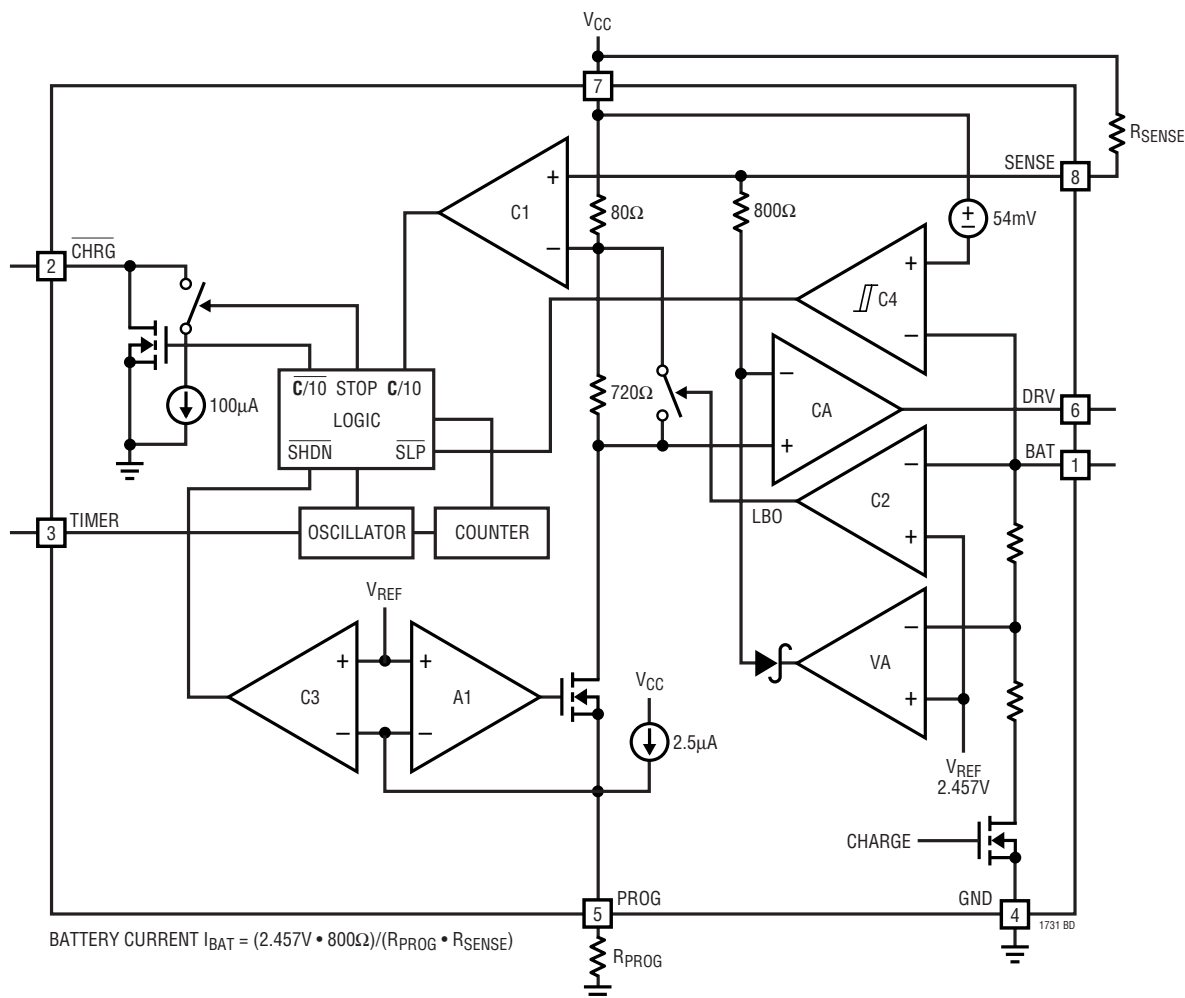 VCC
7
RSENSE
SENSE
8
+
C1
−
80Ω
800Ω
+
−
54mV
2
CHRG
+
C4
−
100µA
C/10 STOP C/10
LOGIC
SHDN SLP
720Ω
−
CA
+
DRV
6
BAT
1
−
C2
+
LBO
3
TIMER
OSCILLATOR
COUNTER
VREF
+
C3
−
+
A1
−
VCC
2.5µA
−
VA
+
VREF
2.457V
CHARGE
5
PROG
GND
4
1731 BD
BATTERY CURRENT IBAT = (2.457V • 800Ω)/(RPROG • RSENSE)
RPROG